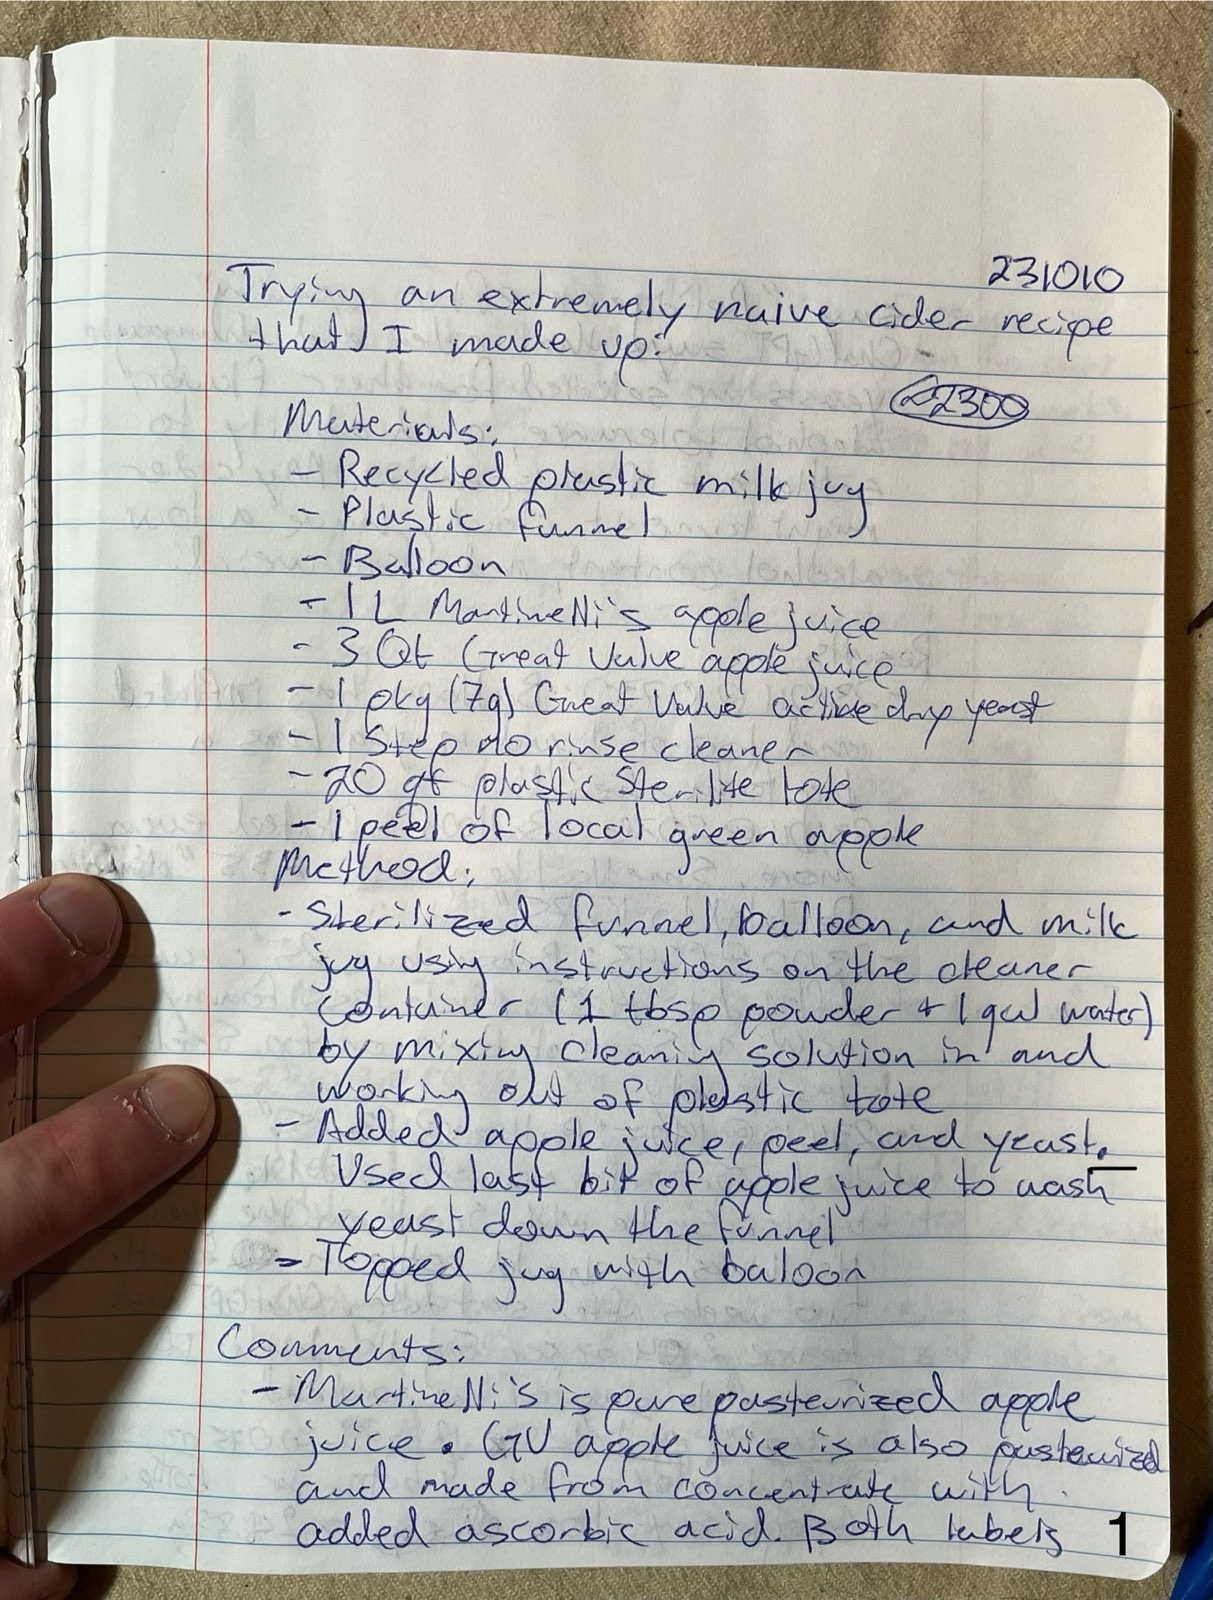 231010
Trying an extremely naive cider recipe
that I made up:
~2300
Materials:
- Recycled plastic milk jug
- Plastic funnel
- Balloon
- 1 L Martinelli's apple juice
- 3 Qt Great Value apple juice
- 1 pkg (7g) Great Value active dry yeast
- 1 Step no rinse cleaner
- 20 qt plastic Sterilite tote
- 1 peel of local green apple
Method:
- Sterilized funnel, balloon, and milk
jug using instructions on the cleaner
container (1 tbsp powder + 1 gal water)
by mixing cleaning solution in and
working out of plastic tote
- Added apple juice, peel, and yeast.
Used last bit of apple juice to wash
yeast down the funnel
- Topped jug with baloon
Comments:
- Martinelli's is pure pasteurized apple
juice. GV apple juice is also pasteurized
and made from concentrate with
added ascorbic acid. Both labels
1